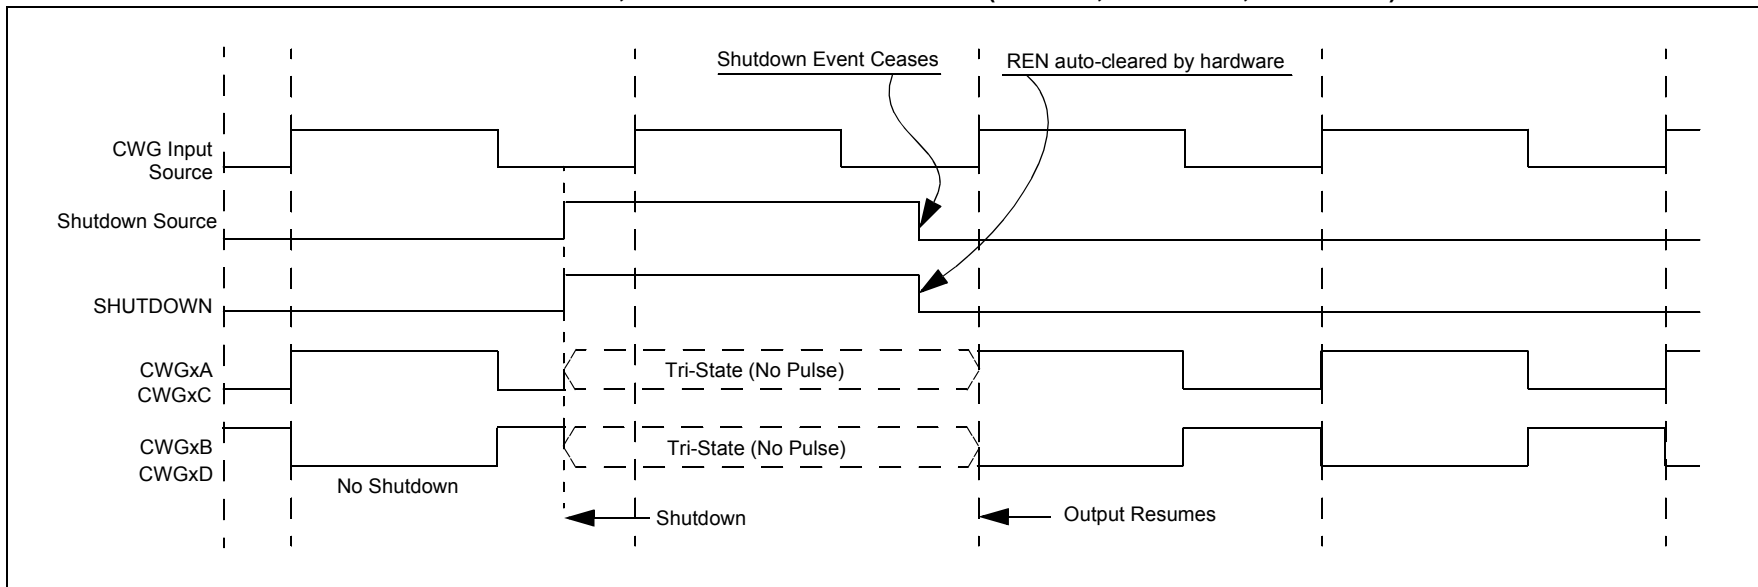 Shutdown Event Ceases
REN auto-cleared by hardware
CWG Input
Source
Shutdown Source
SHUTDOWN
CWGxA
CWGxC
Tri-State (No Pulse)
CWGxB
CWGxD
Tri-State (No Pulse)
No Shutdown
Shutdown
Output Resumes